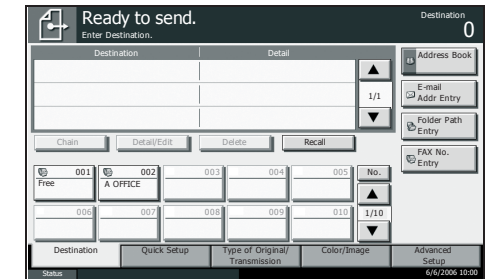 Ready to send.
Enter Destination.
Destination
0
Destination Detail
1/1
Address Book
E-mail
Addr Entry
Folder Path
Entry
FAX No.
Entry
Chain Detail/Edit Delete Recall
001 002 003 004 005 No.
Free A OFFICE
006 007 008 009 010 1/10
Destination Quick Setup Type of Original/
Transmission Color/Image Advanced
Setup
Status 6/6/2006 10:00